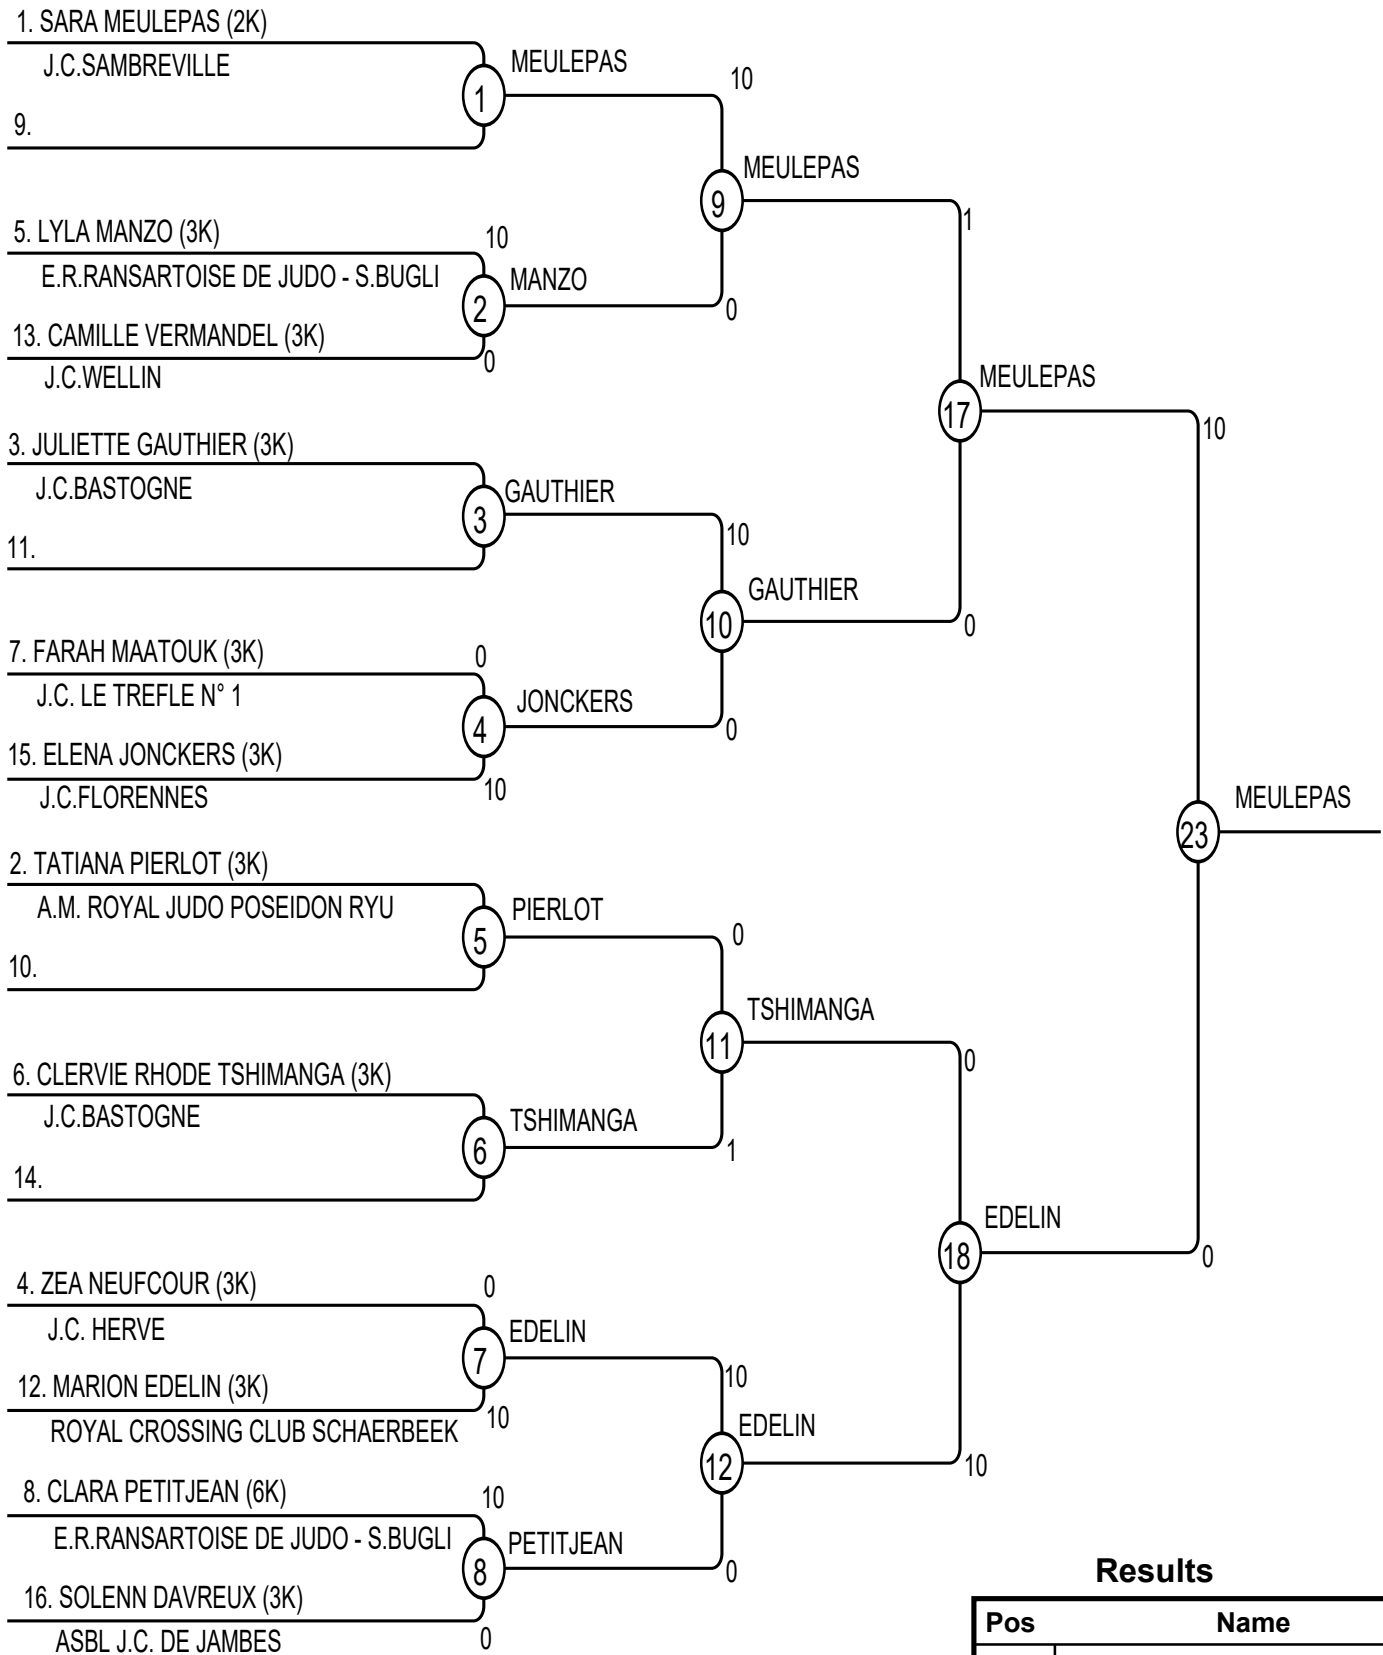 1. SARA MEULEPAS (2K)
J.C.SAMBREVILLE
9.
1
MEULEPAS
10
5. LYLA MANZO (3K)
10
E.R.RANSARTOISE DE JUDO - S.BUGLI
13. CAMILLE VERMANDEL (3K)
J.C.WELLIN
2
MANZO
0
0
9
MEULEPAS
1
3. JULIETTE GAUTHIER (3K)
J.C.BASTOGNE
11.
3
GAUTHIER
10
7. FARAH MAATOUK (3K)
0
J.C. LE TREFLE N° 1
15. ELENA JONCKERS (3K)
J.C.FLORENNES
10
4
JONCKERS
0
10
GAUTHIER
0
17
MEULEPAS
10
2. TATIANA PIERLOT (3K)
A.M. ROYAL JUDO POSEIDON RYU
10.
5
PIERLOT
0
6. CLERVIE RHODE TSHIMANGA (3K)
J.C.BASTOGNE
14.
6
TSHIMANGA
1
11
TSHIMANGA
0
4. ZEA NEUFCOUR (3K)
0
J.C. HERVE
12. MARION EDELIN (3K)
10
ROYAL CROSSING CLUB SCHAERBEEK
7
EDELIN
10
8. CLARA PETITJEAN (6K)
10
E.R.RANSARTOISE DE JUDO - S.BUGLI
16. SOLENN DAVREUX (3K)
ASBL J.C. DE JAMBES
0
8
PETITJEAN
0
12
EDELIN
10
18
EDELIN
0
23
MEULEPAS
Results
Pos Name